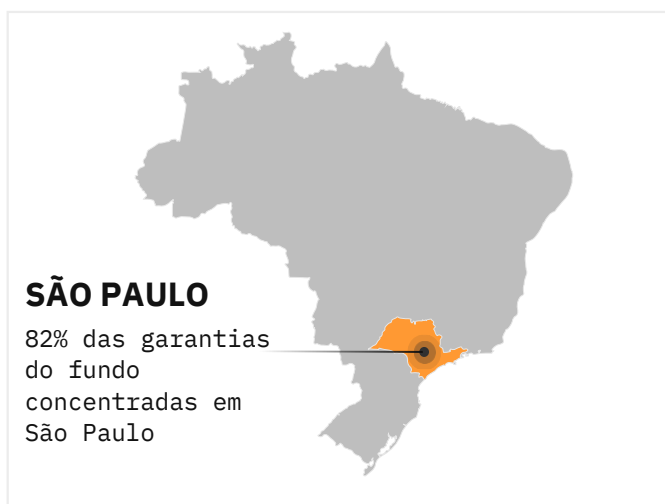 SÃO PAULO
82% das garantias
do fundo
concentradas em
São Paulo